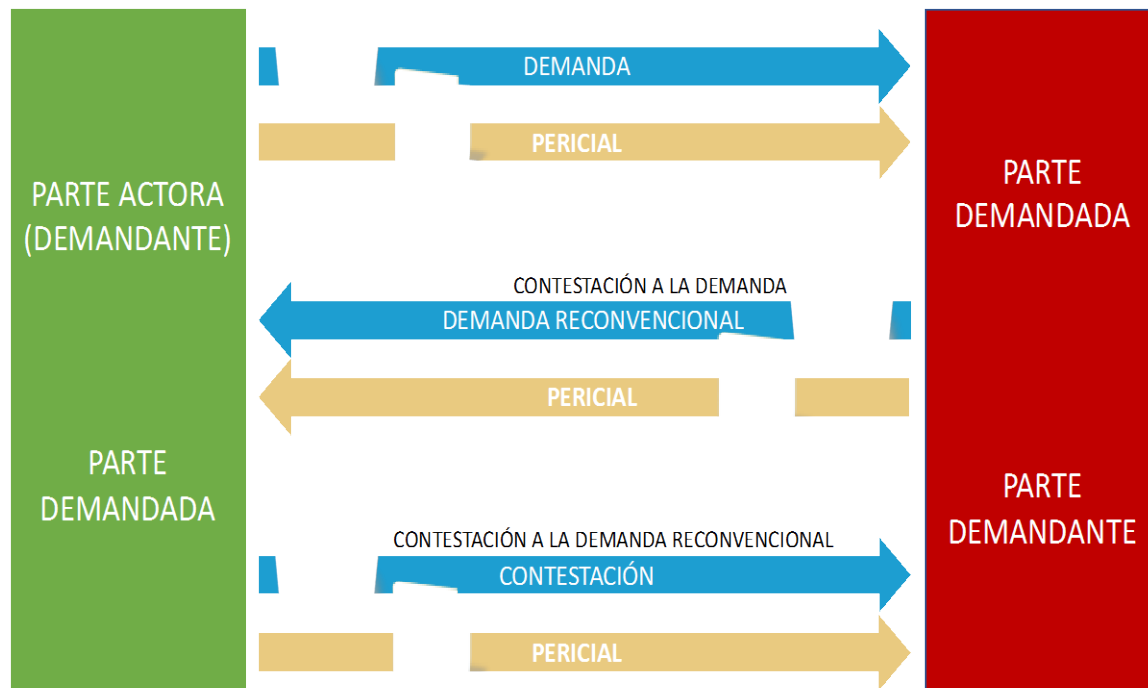 DEMANDA
PERICIAL
PARTE ACTORA
(DEMANDANTE)
PARTE
DEMANDADA
CONTESTACIÓN A LA DEMANDA
DEMANDA RECONVENCIONAL
PERICIAL
PARTE
DEMANDADA
PARTE
DEMANDANTE
CONTESTACIÓN A LA DEMANDA RECONVENCIONAL
CONTESTACIÓN
PERICIAL